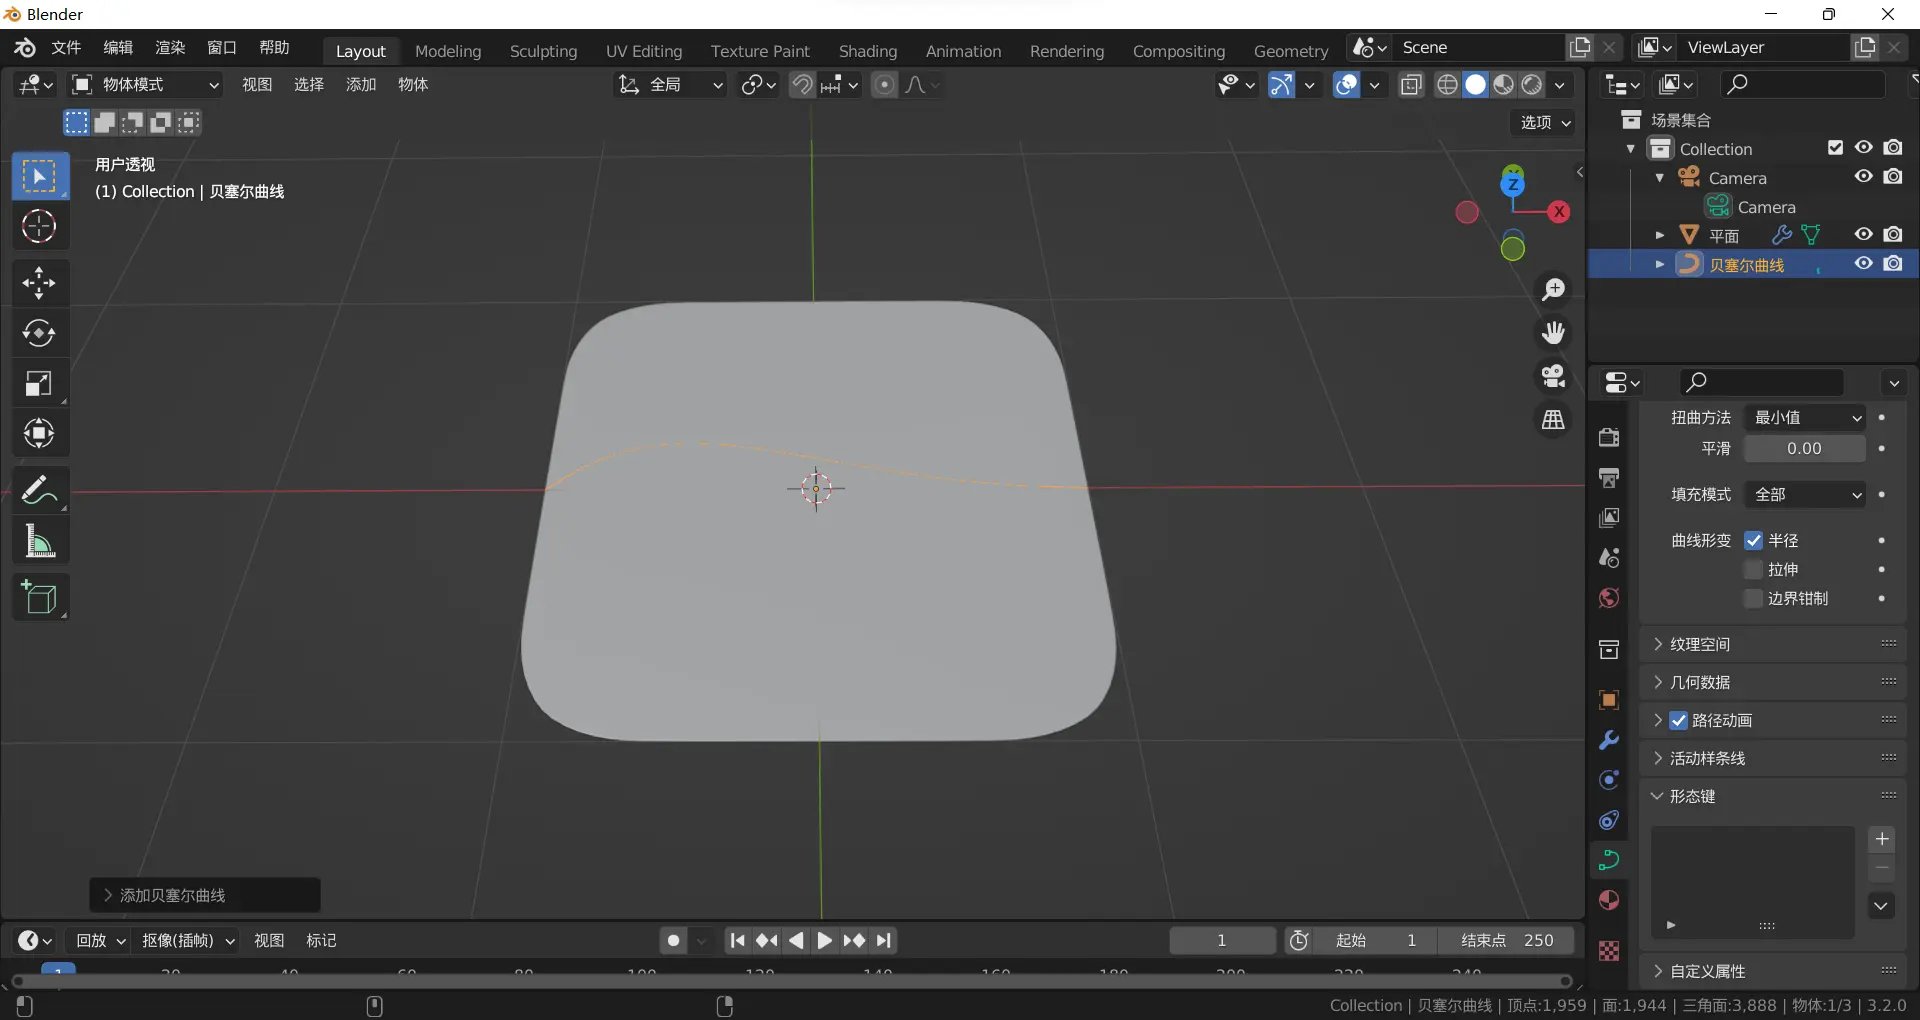 Blender
文件 编辑 渲染 窗口 帮助 Layout Modeling Sculpting UV Editing Texture Paint Shading Animation Rendering Compositing Geometry Scene ViewLayer
物体模式 视图 选择 添加 物体 全局
选项
用户透视
(1) Collection | 贝塞尔曲线
Z
X
场景集合
Collection
Camera
Camera
平面
贝塞尔曲线
扭曲方法 最小值
平滑 0.00
填充模式 全部
曲线形变 半径
拉伸
边界钳制
纹理空间
几何数据
路径动画
活动样条线
形态键
自定义属性
添加贝塞尔曲线
回放 抠像(插帧) 视图 标记 1 起始 1 结束点 250
1 20 40 60 80 100 120 140 160 180 200 220 240
Collection | 贝塞尔曲线 | 顶点:1,959 | 面:1,944 | 三角面:3,888 | 物体:1/3 | 3.2.0